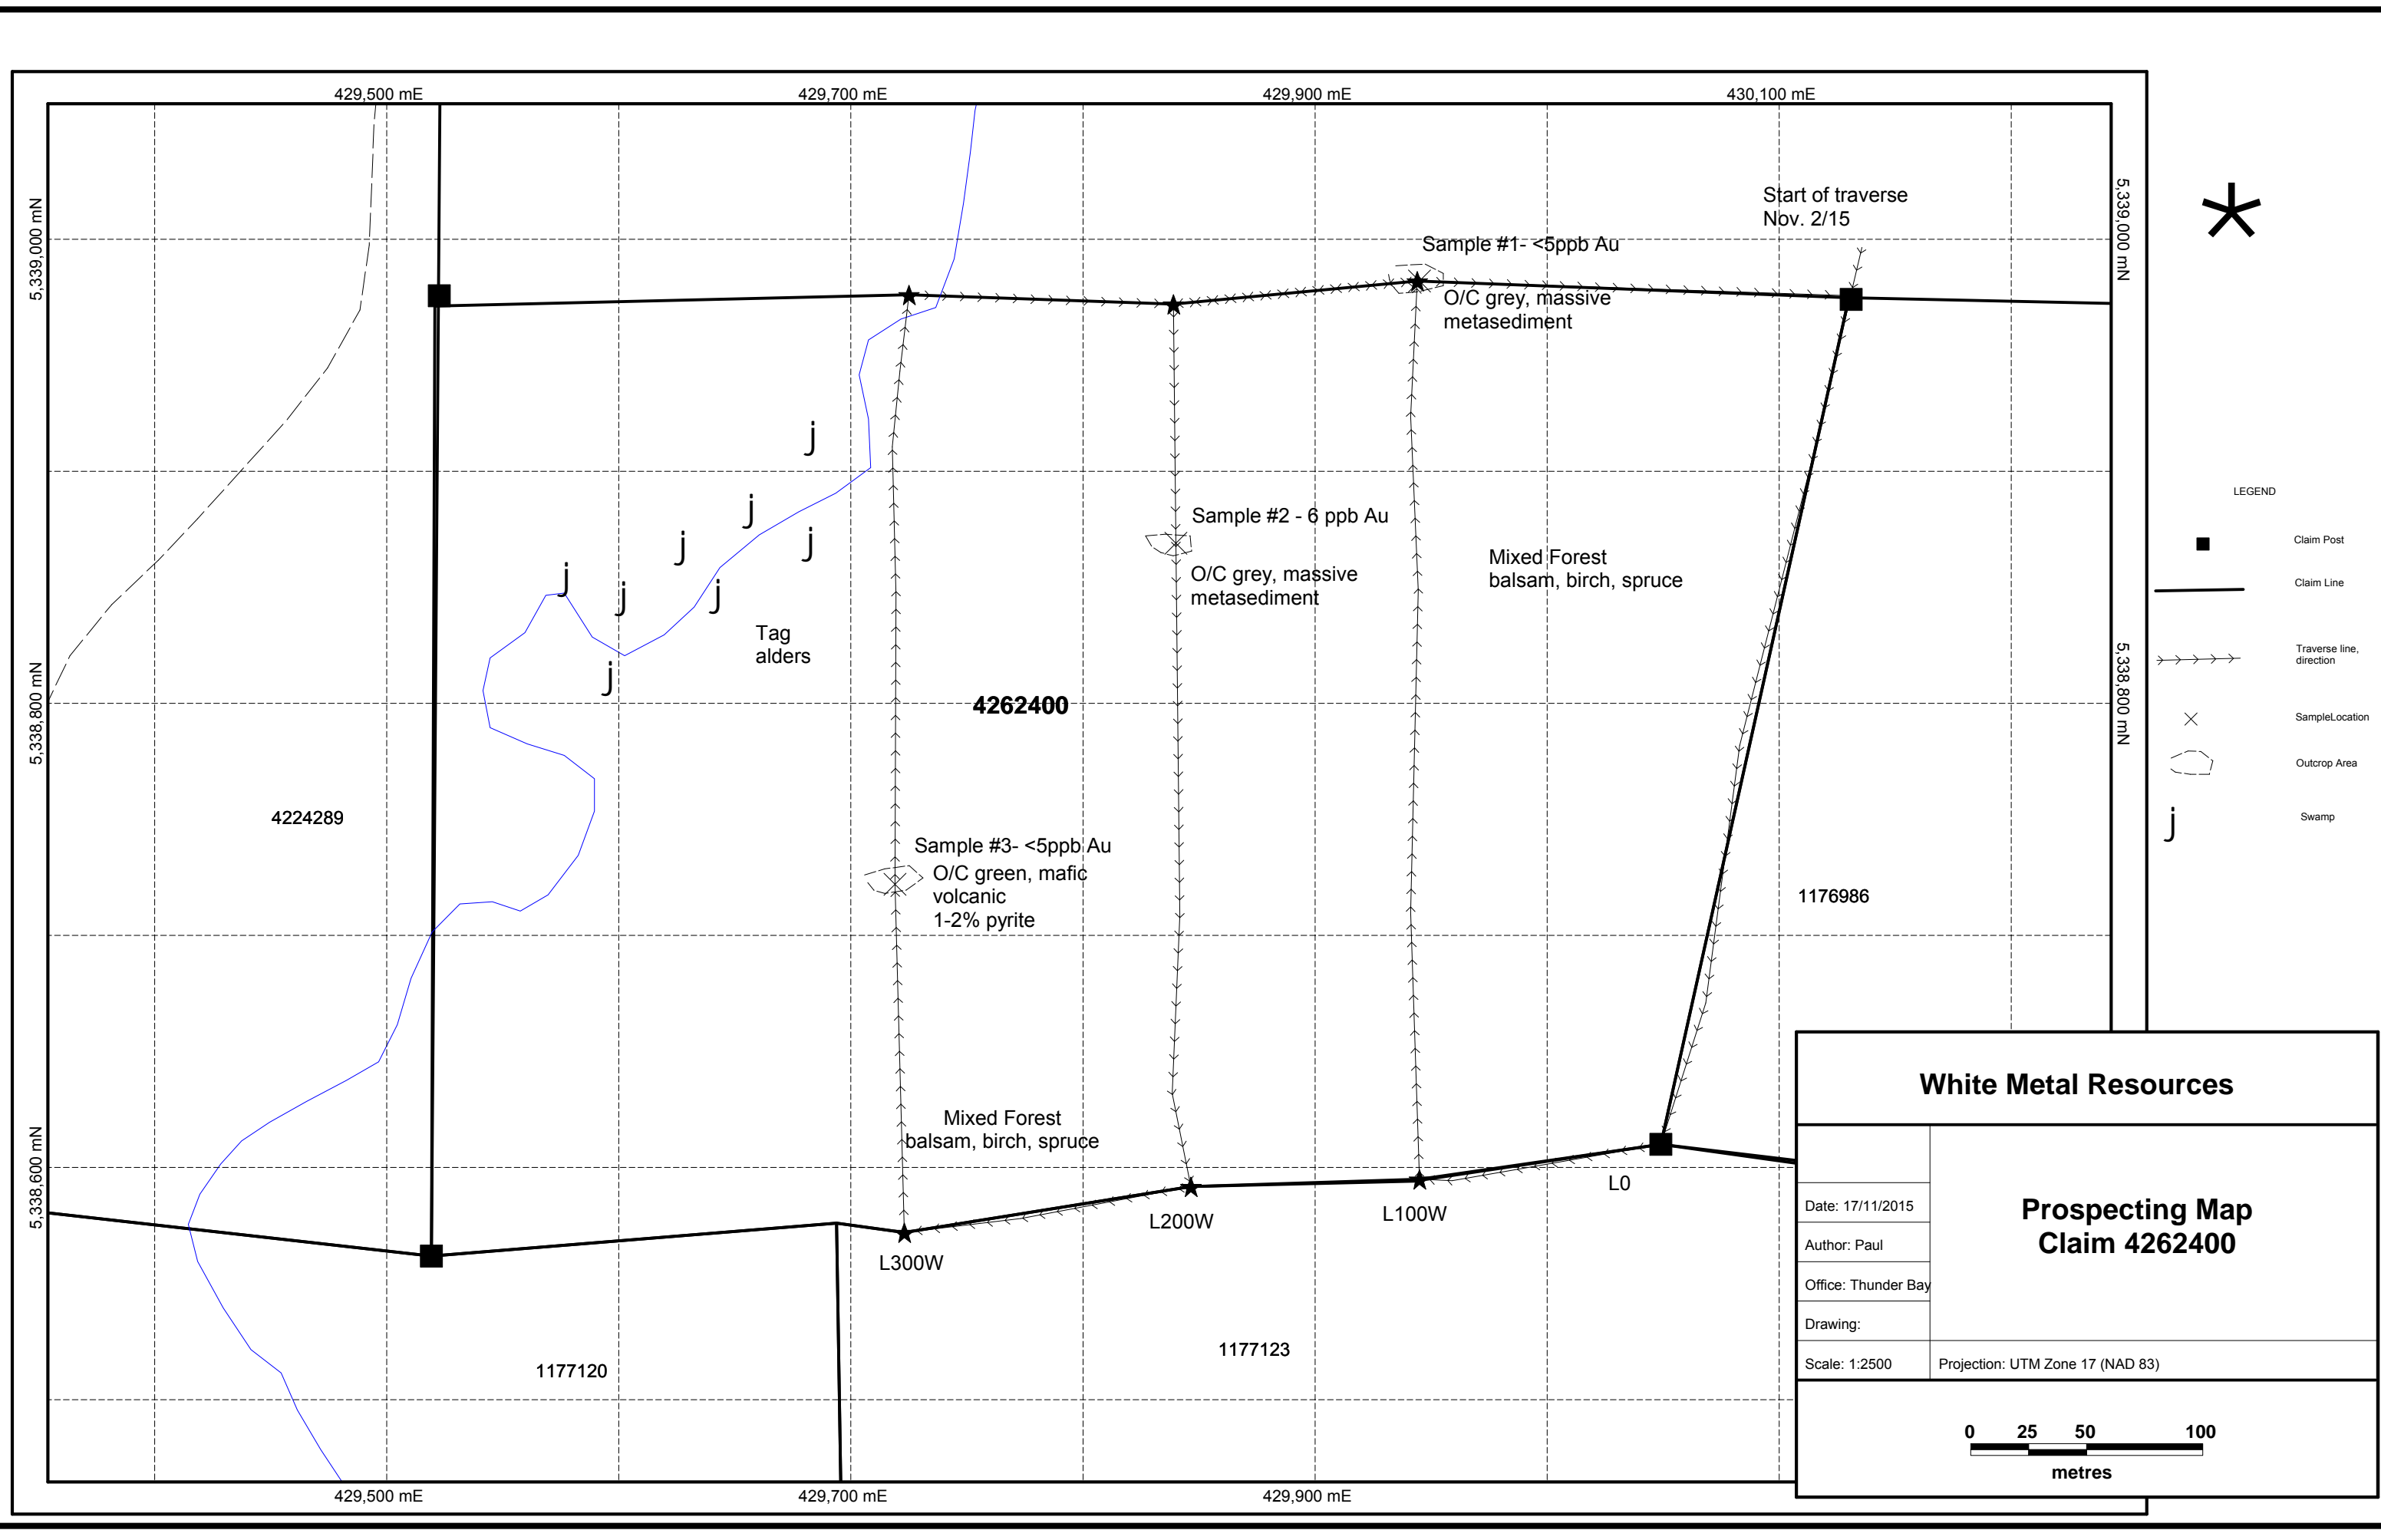 429,500 mE
429,700 mE
429,900 mE
430,100 mE
5,339,000 mN
5,338,800 mN
5,338,600 mN
5,339,000 mN
5,338,800 mN
Start of traverse
Nov. 2/15
Sample #1- <5ppb Au
O/C grey, massive
metasediment
Sample #2 - 6 ppb Au
O/C grey, massive
metasediment
Mixed Forest
balsam, birch, spruce
j
j
j
j
j
j
j
j
Tag
alders
4262400
4224289
Sample #3- <5ppb Au
O/C green, mafic
volcanic
1-2% pyrite
1176986
Mixed Forest
balsam, birch, spruce
L0
L100W
L200W
L300W
1177120
1177123
429,500 mE
429,700 mE
429,900 mE
LEGEND
Claim Post
Claim Line
Traverse line,
direction
SampleLocation
Outcrop Area
j
Swamp
White Metal Resources
Date: 17/11/2015
Author: Paul
Office: Thunder Bay
Drawing:
Scale: 1:2500
Prospecting Map
Claim 4262400
Projection: UTM Zone 17 (NAD 83)
0 25 50 100
metres